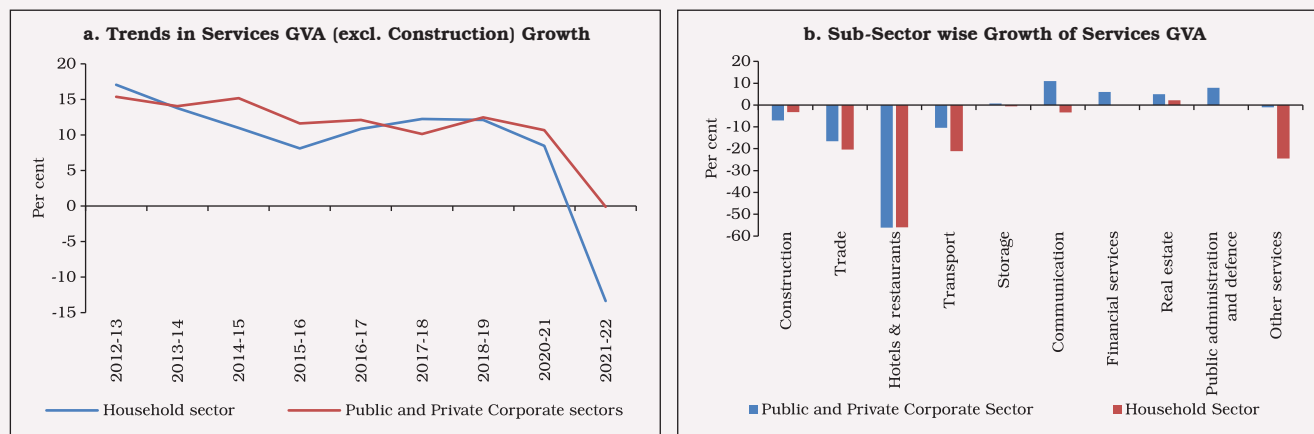 a. Trends in Services GVA (excl. Construction) Growth
Per cent
20
15
10
5
0
-5
-10
-15
2012-13
2013-14
2014-15
2015-16
2016-17
2017-18
2018-19
2020-21
2021-22
Household sector
Public and Private Corporate sectors
b. Sub-Sector wise Growth of Services GVA
Per cent
20
10
0
-10
-20
-30
-40
-50
-60
Construction
Trade
Hotels & restaurants
Transport
Storage
Communication
Financial services
Real estate
Public administration
and defence
Other services
Public and Private Corporate Sector
Household Sector